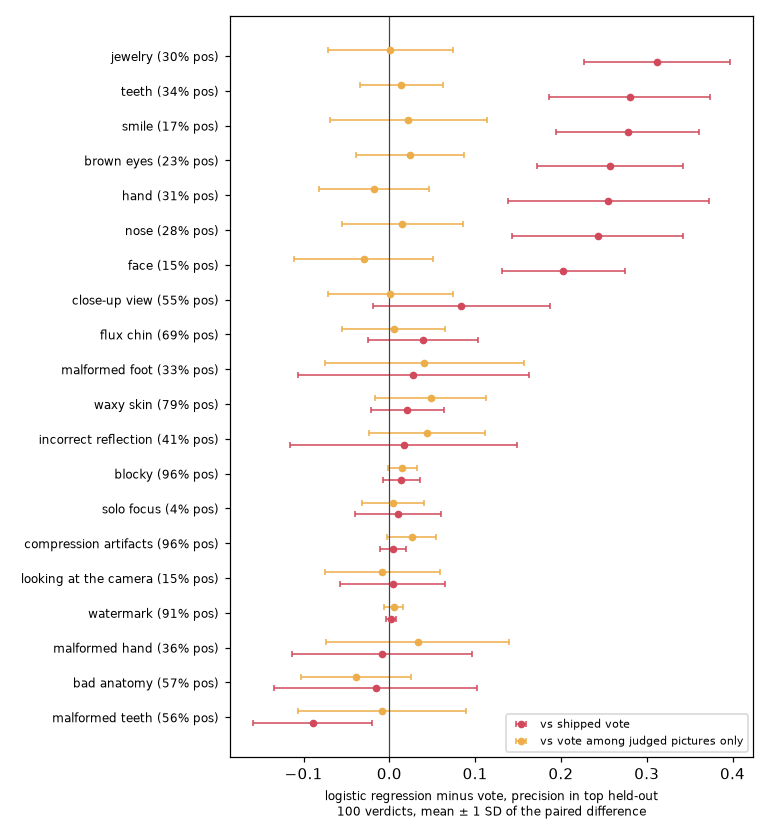 jewelry (30% pos)
teeth (34% pos)
smile (17% pos)
brown eyes (23% pos)
hand (31% pos)
nose (28% pos)
face (15% pos)
close-up view (55% pos)
flux chin (69% pos)
malformed foot (33% pos)
waxy skin (79% pos)
incorrect reflection (41% pos)
blocky (96% pos)
solo focus (4% pos)
compression artifacts (96% pos)
looking at the camera (15% pos)
watermark (91% pos)
malformed hand (36% pos)
bad anatomy (57% pos)
malformed teeth (56% pos)
vs shipped vote
vs vote among judged pictures only
−0.1 0.0 0.1 0.2 0.3 0.4
logistic regression minus vote, precision in top held-out
100 verdicts, mean ± 1 SD of the paired difference